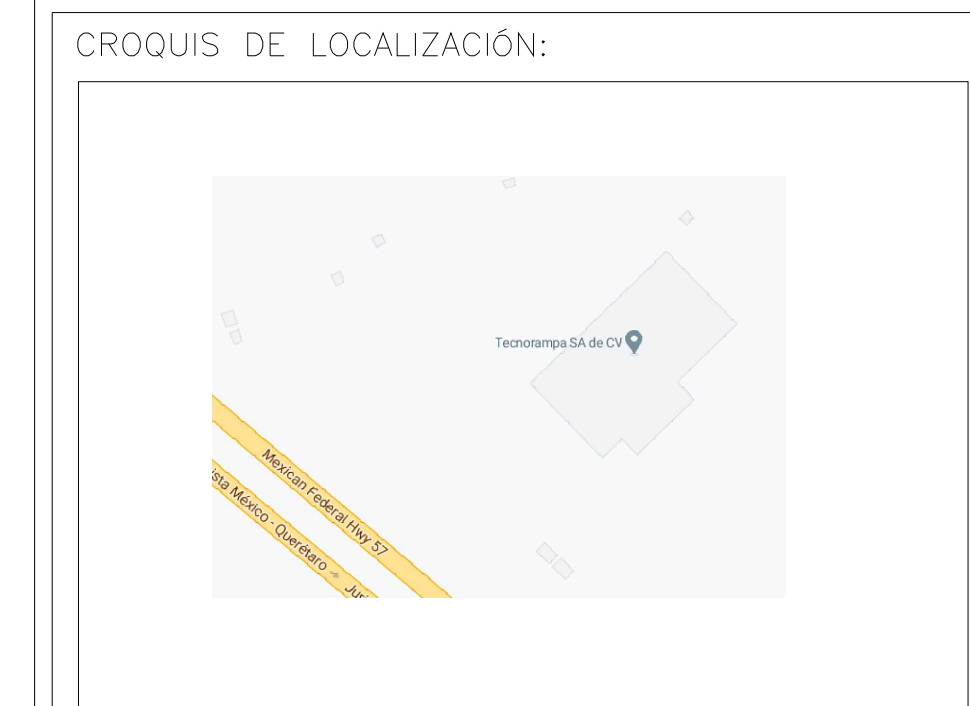 CROQUIS DE LOCALIZACIÓN:
Tecnorampa SA de CV
Mexican Federal Hwy 57
ista México - Querétaro